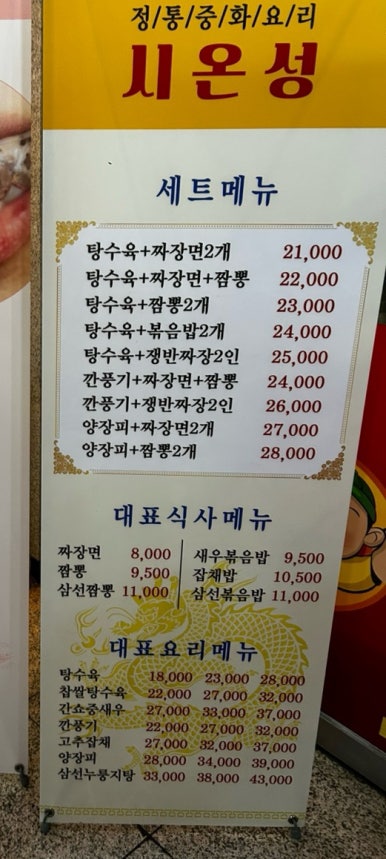 정/통/중/화/요/리
시온성
세트메뉴
탕수육+짜장면2개 21,000
탕수육+짜장면+짬뽕 22,000
탕수육+짬뽕2개 23,000
탕수육+볶음밥2개 24,000
탕수육+쟁반짜장2인 25,000
깐풍기+짜장면+짬뽕 24,000
깐풍기+쟁반짜장2인 26,000
양장피+짜장면2개 27,000
양장피+짬뽕2개 28,000
대표식사메뉴
짜장면 8,000 새우볶음밥 9,500
짬뽕 9,500 잡채밥 10,500
삼선짬뽕 11,000 삼선볶음밥 11,000
대표요리메뉴
탕수육 18,000 23,000 28,000
찹쌀탕수육 22,000 27,000 32,000
간쇼중새우 27,000 33,000 37,000
깐풍기 22,000 27,000 32,000
고추잡채 27,000 32,000 37,000
양장피 28,000 34,000 39,000
삼선누룽지탕 33,000 38,000 43,000